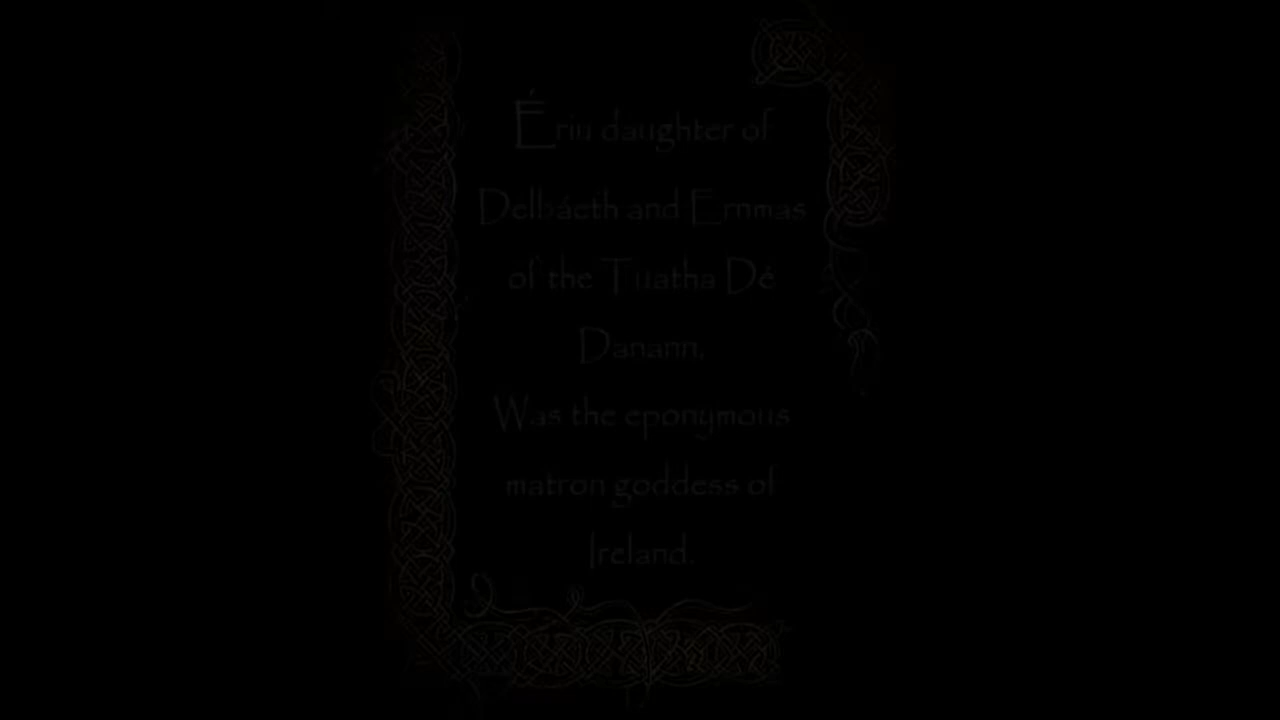 Ériu daughter of
Delbáeth and Ernmas
of the Tuatha Dé
Danann.
Was the eponymous
matron goddess of
Ireland.